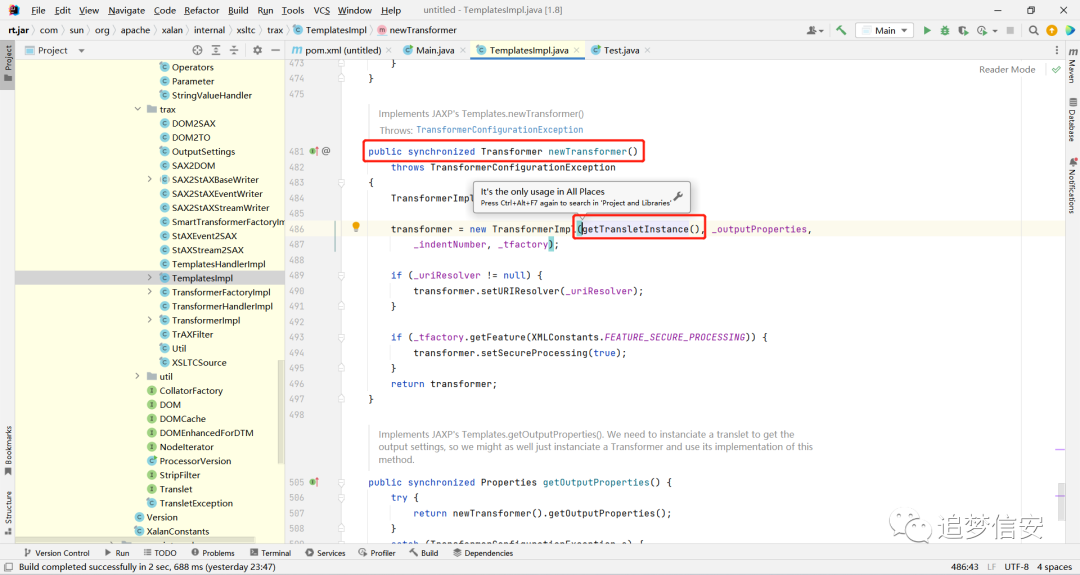 File Edit View Navigate Code Refactor Build Run Tools VCS Window Help untitled - TemplatesImpl.java [1.8]
rt.jar com sun org apache xalan internal xsltc trax TemplatesImpl newTransformer Main
Project
pom.xml (untitled) Main.java TemplatesImpl.java Test.java
Reader Mode
Project
Bookmarks
Structure
Maven
Database
Notifications
Operators
Parameter
StringValueHandler
trax
DOM2SAX
DOM2TO
OutputSettings
SAX2DOM
SAX2StAXBaseWriter
SAX2StAXEventWriter
SAX2StAXStreamWriter
SmartTransformerFactoryIm
StAXEvent2SAX
StAXStream2SAX
TemplatesHandlerImpl
TemplatesImpl
TransformerFactoryImpl
TransformerHandlerImpl
TransformerImpl
TrAXFilter
Util
XSLTCSource
util
CollatorFactory
DOM
DOMCache
DOMEnhancedForDTM
NodeIterator
ProcessorVersion
StripFilter
Translet
TransletException
Version
XalanConstants
473 }
474 }
475
Implements JAXP's Templates.newTransformer()
Throws: TransformerConfigurationException
481 @ public synchronized Transformer newTransformer()
482 throws TransformerConfigurationException
483 {
484 TransformerImpl
It's the only usage in All Places
Press Ctrl+Alt+F7 again to search in 'Project and Libraries'
485
486 transformer = new TransformerImpl(getTransletInstance(), _outputProperties,
487 _indentNumber, _tfactory);
488
489 if (_uriResolver != null) {
490 transformer.setURIResolver(_uriResolver);
491 }
492
493 if (_tfactory.getFeature(XMLConstants.FEATURE_SECURE_PROCESSING)) {
494 transformer.setSecureProcessing(true);
495 }
496 return transformer;
497 }
498
Implements JAXP's Templates.getOutputProperties(). We need to instanciate a translet to get the
output settings, so we might as well just instanciate a Transformer and use its implementation of this
method.
505 public synchronized Properties getOutputProperties() {
506 try {
507 return newTransformer().getOutputProperties();
508 }
追梦信安
Version Control Run TODO Problems Terminal Services Profiler Build Dependencies
Build completed successfully in 2 sec, 688 ms (yesterday 23:47) 486:43 LF UTF-8 4 spaces